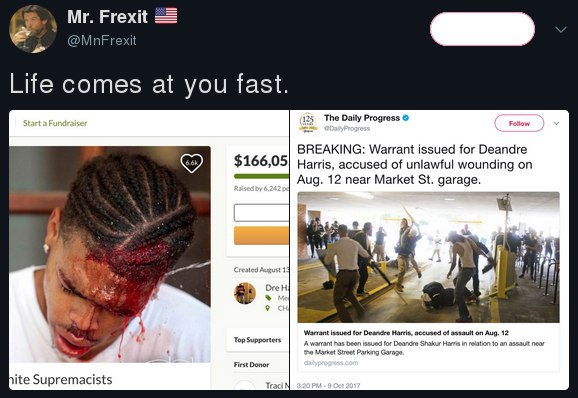 Mr. Frexit
@MnFrexit
Life comes at you fast.
Start a Fundraiser
6.6k
$166,05
Raised by 6,242 pe
Created August 13
Dre Ha
Me
CHA
Top Supporters
First Donor
Traci N
hite Supremacists
125
The Daily Progress
@DailyProgress
Follow
BREAKING: Warrant issued for Deandre
Harris, accused of unlawful wounding on
Aug. 12 near Market St. garage.
Warrant issued for Deandre Harris, accused of assault on Aug. 12
A warrant has been issued for Deandre Shakur Harris in relation to an assault near
the Market Street Parking Garage.
dailyprogress.com
3:20 PM - 9 Oct 2017